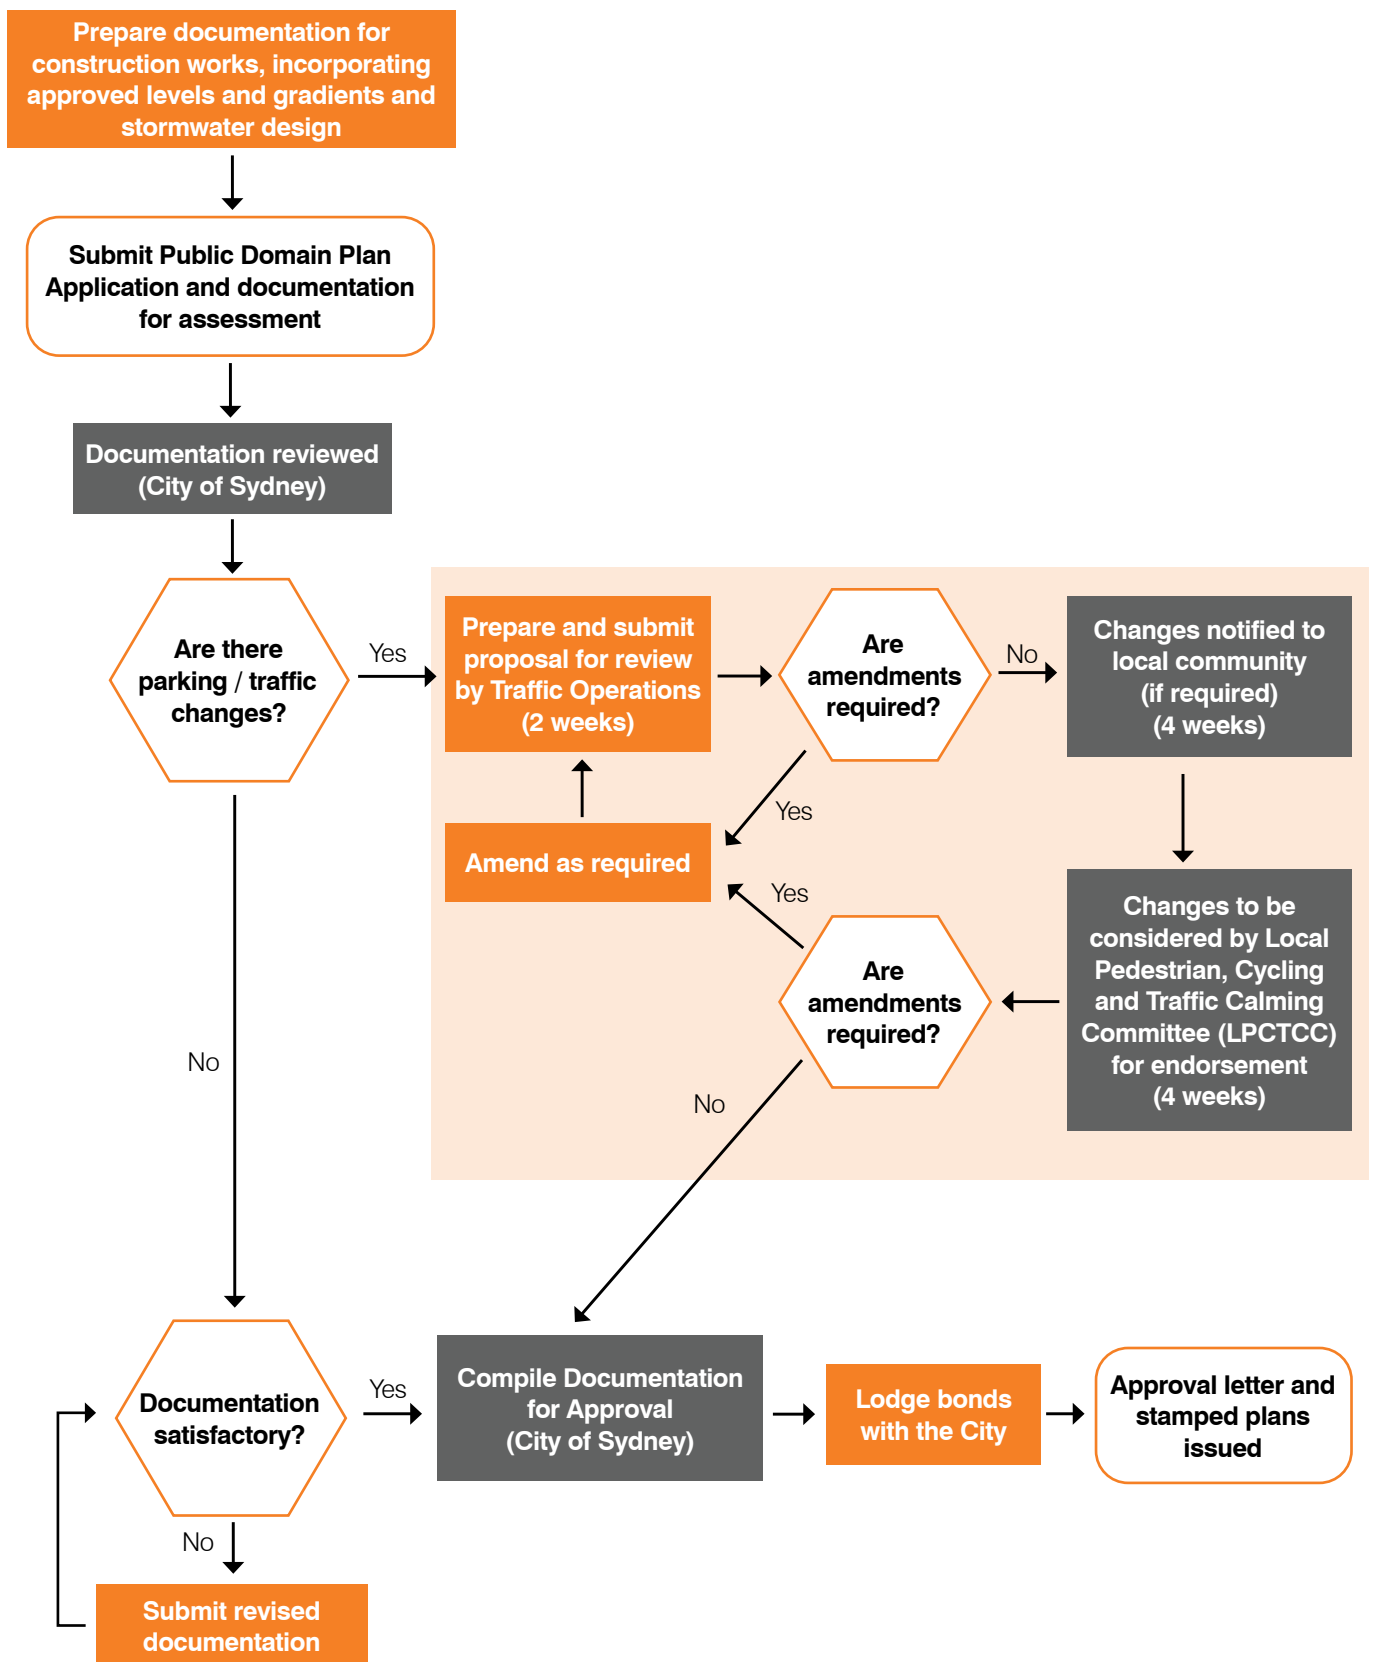 Prepare documentation for
construction works, incorporating
approved levels and gradients and
stormwater design
Submit Public Domain Plan
Application and documentation
for assessment
Documentation reviewed
(City of Sydney)
Are there
parking / traffic
changes?
Yes
Prepare and submit
proposal for review
by Traffic Operations
(2 weeks)
Are
amendments
required?
No
Changes notified to
local community
(if required)
(4 weeks)
Yes
Amend as required
Yes
Changes to be
considered by Local
Pedestrian, Cycling
and Traffic Calming
Committee (LPCTCC)
for endorsement
(4 weeks)
Are
amendments
required?
No
No
Documentation
satisfactory?
Yes
Compile Documentation
for Approval
(City of Sydney)
Lodge bonds
with the City
Approval letter and
stamped plans
issued
No
Submit revised
documentation